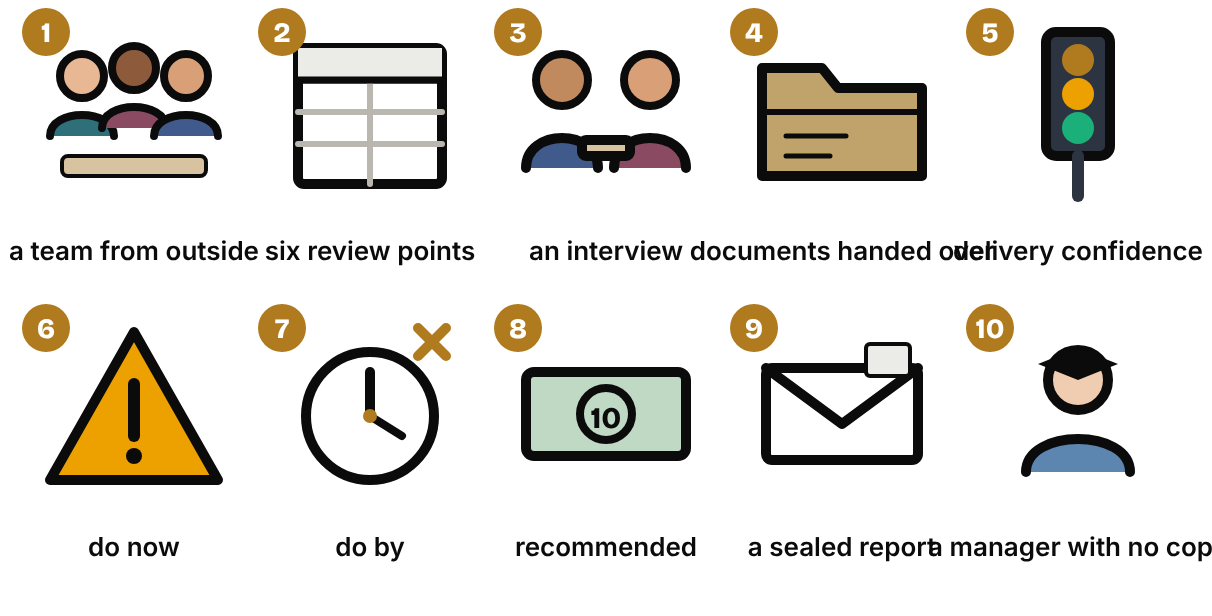 1
a team from outside
2
six review points
3
an interview
4
documents handed over
5
delivery confidence
6
do now
7
do by
8
10
recommended
9
a sealed report
10
a manager with no cop